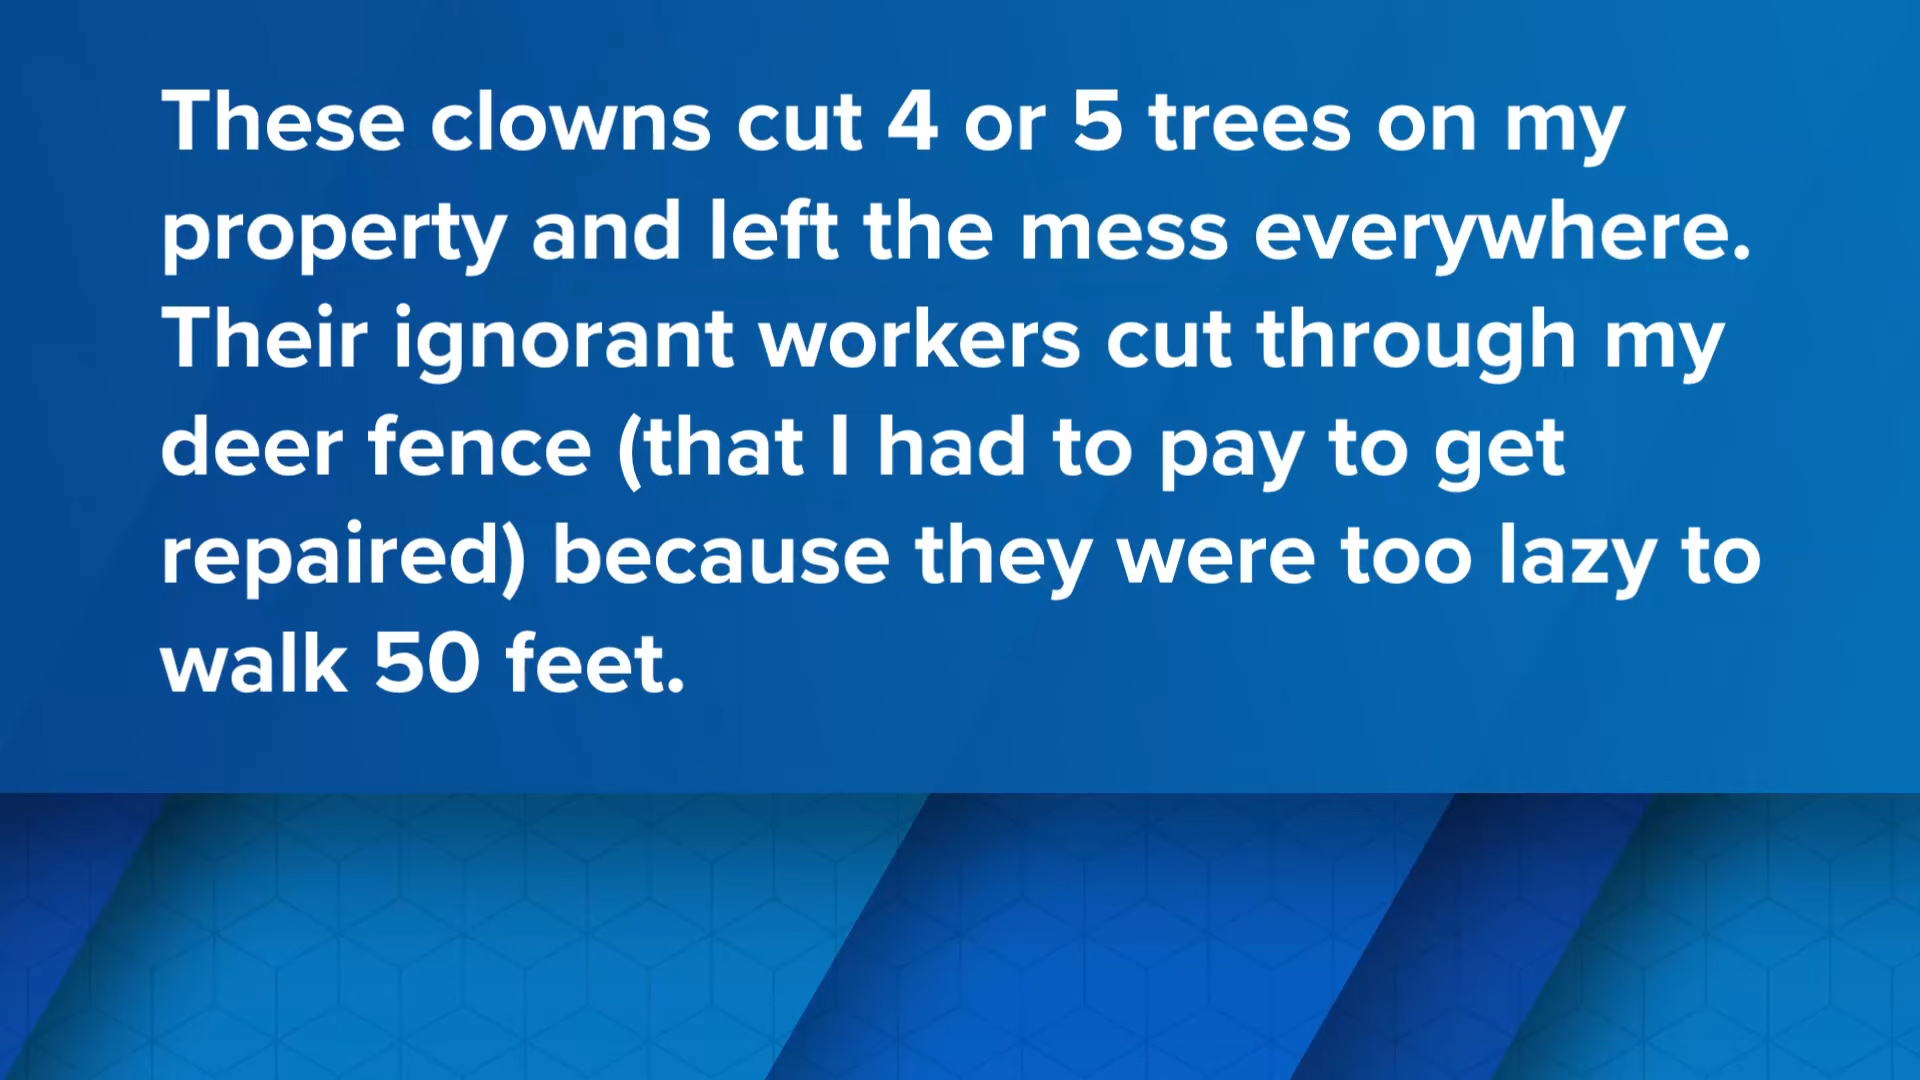 These clowns cut 4 or 5 trees on my
property and left the mess everywhere.
Their ignorant workers cut through my
deer fence (that I had to pay to get
repaired) because they were too lazy to
walk 50 feet.